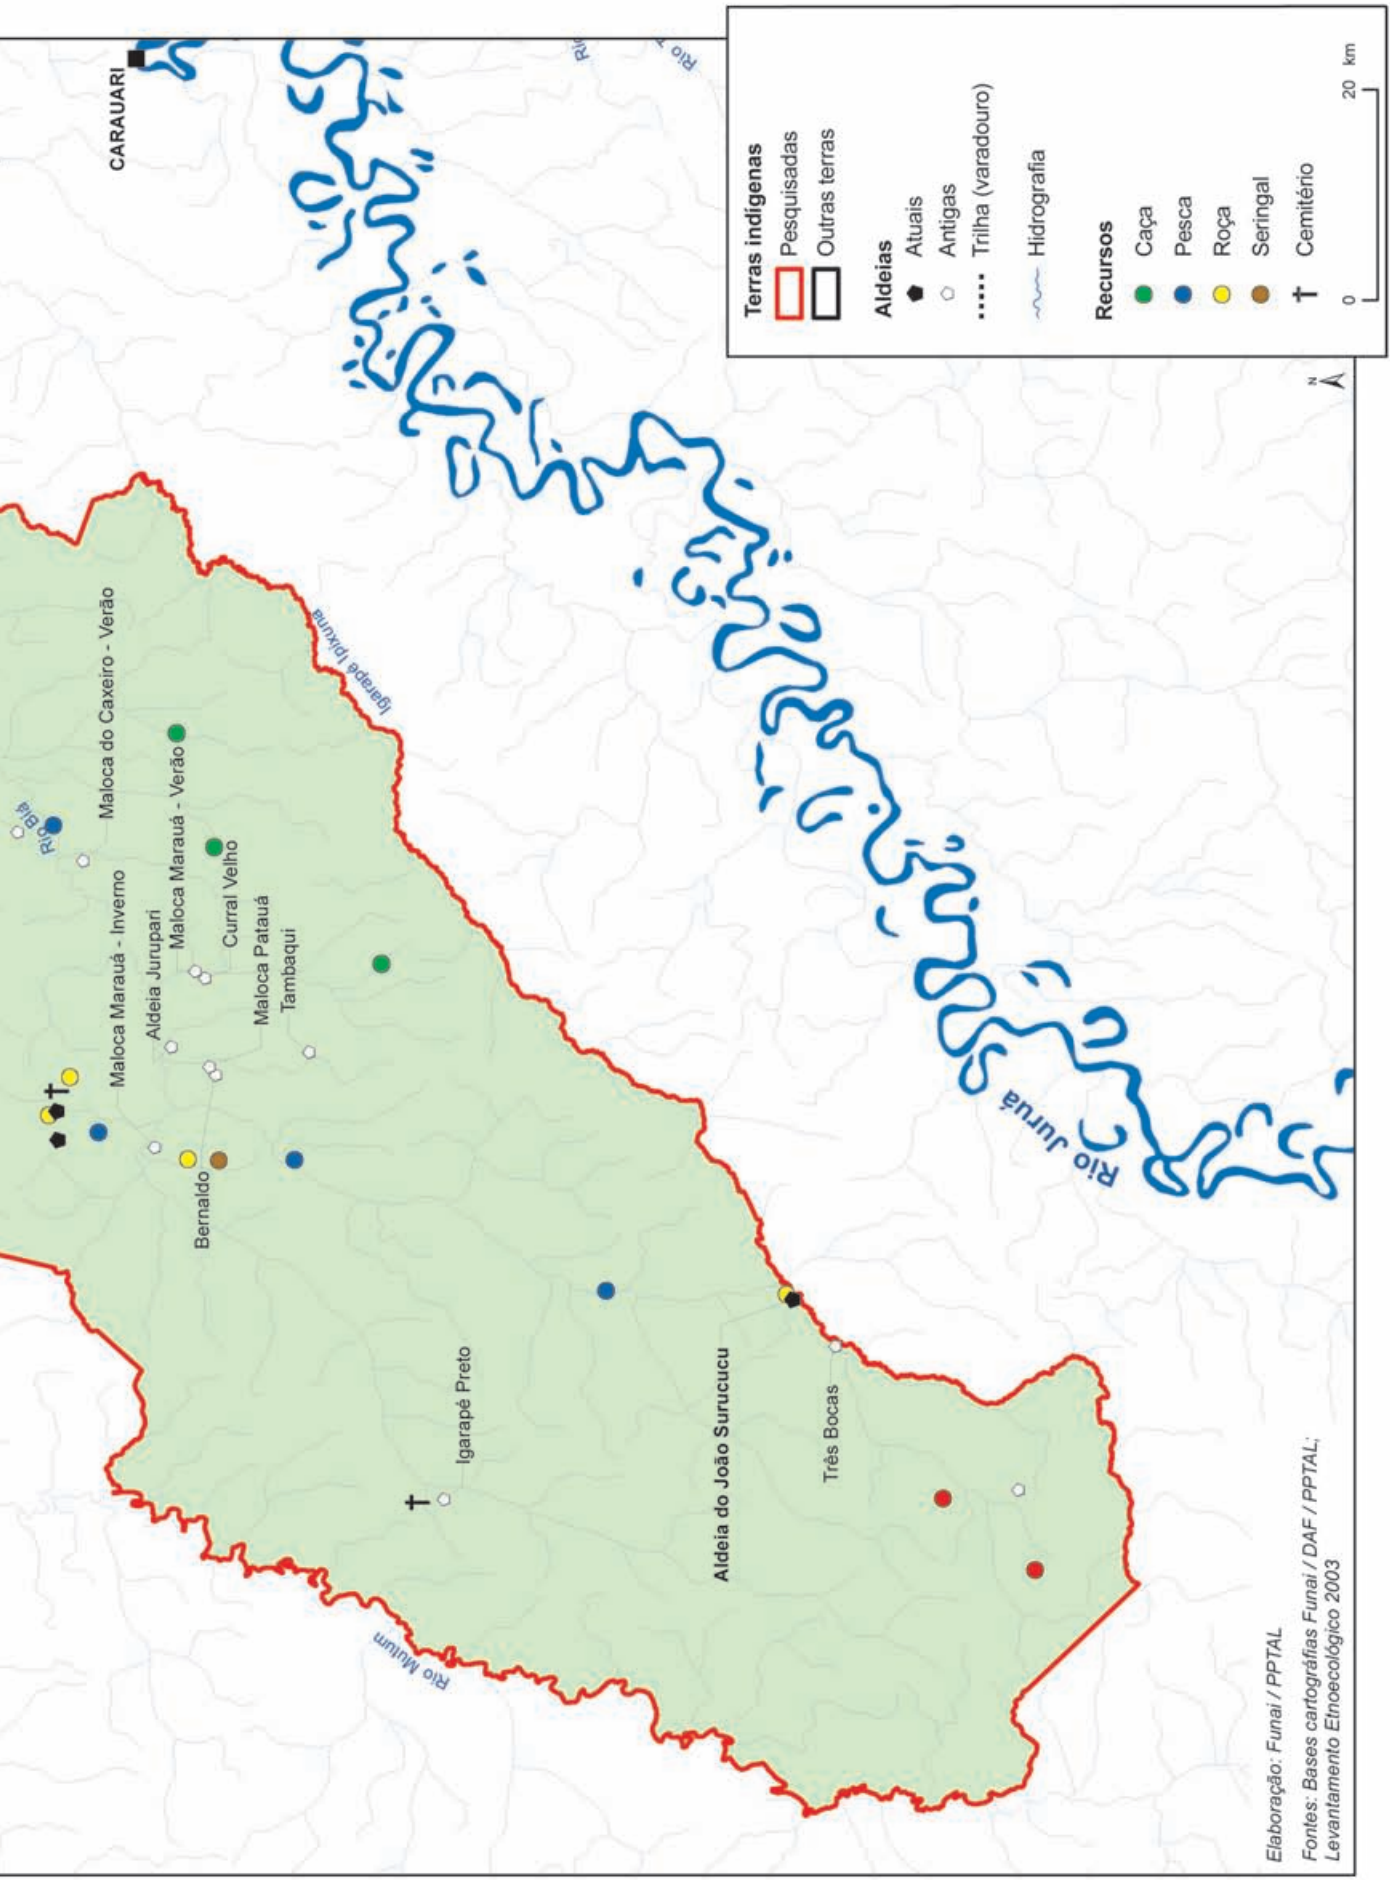 CARAUARI
Rio
Rio
Rio Biá
Maloca do Caxeiro - Verão
Maloca Marauá - Inverno
Aldeia Jurupari
Maloca Marauá - Verão
Curral Velho
Maloca Patauá
Tambaqui
Bernaldo
Igarapé Ipixuna
Igarapé Preto
Rio Mutum
Aldeia do João Surucucu
Três Bocas
Rio Juruá
Terras indígenas
Pesquisadas
Outras terras
Aldeias
Atuais
Antigas
Trilha (varadouro)
Hidrografia
Recursos
Caça
Pesca
Roça
Seringal
Cemitério
0 20 km
N
Elaboração: Funai / PPTAL
Fontes: Bases cartográfias Funai / DAF / PPTAL;
Levantamento Etnoecológico 2003